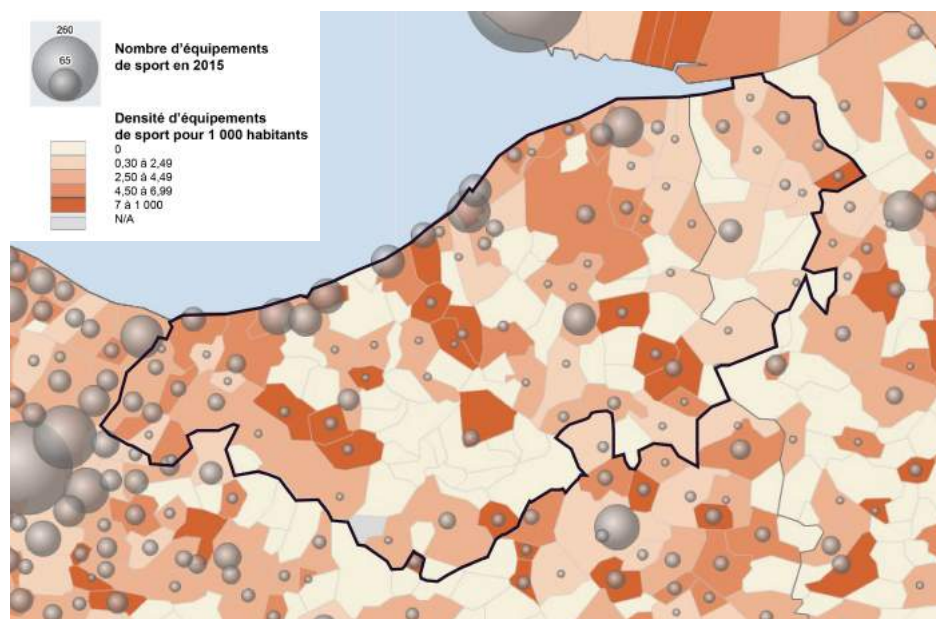 260
65
Nombre d'équipements
de sport en 2015
Densité d'équipements
de sport pour 1 000 habitants
0
0,30 à 2,49
2,50 à 4,49
4,50 à 6,99
7 à 1 000
N/A